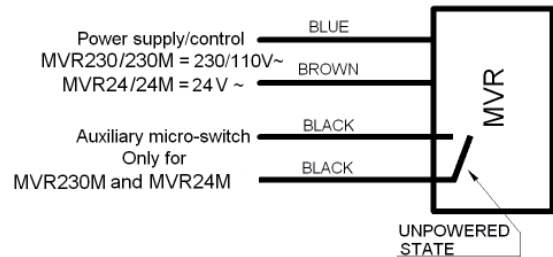 Power supply/control
MVR230/230M = 230/110V~
MVR24/24M = 24V ~
BLUE
BROWN
Auxiliary micro-switch
Only for
MVR230M and MVR24M
BLACK
BLACK
MVR
UNPOWERED
STATE